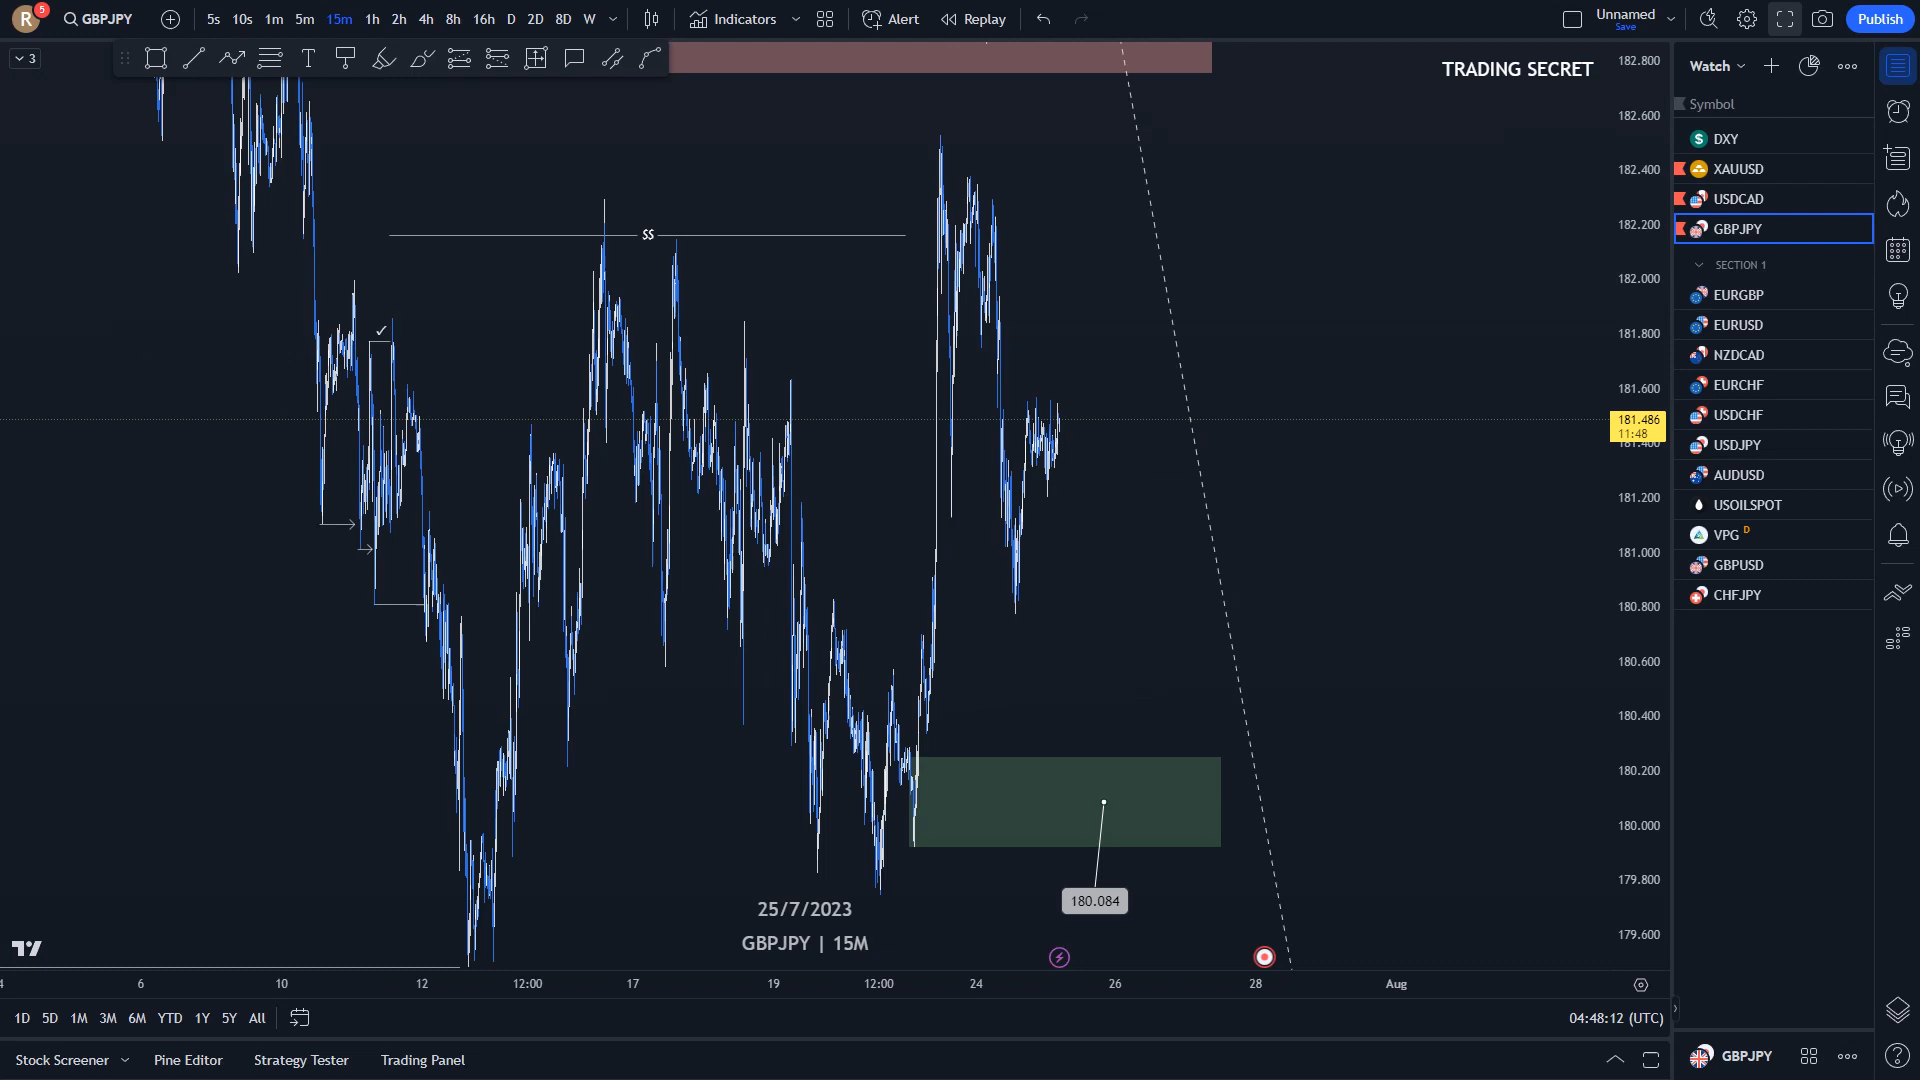 R
5
GBPJPY
5s 10s 1m 5m 15m 1h 2h 4h 8h 16h D 2D 8D W
Indicators
Alert
Replay
Unnamed
Save
Publish
3
TRADING SECRET
182.800
182.600
182.400
182.200
182.000
181.800
181.600
181.486
11:48
181.400
181.200
181.000
180.800
180.600
180.400
180.200
180.000
179.800
179.600
$$
✓
180.084
25/7/2023
GBPJPY | 15M
4 6 10 12 12:00 17 19 12:00 24 26 28 Aug
Watch
Symbol
DXY
XAUUSD
USDCAD
GBPJPY
SECTION 1
EURGBP
EURUSD
NZDCAD
EURCHF
USDCHF
USDJPY
AUDUSD
USOILSPOT
VPG D
GBPUSD
CHFJPY
1D 5D 1M 3M 6M YTD 1Y 5Y All
04:48:12 (UTC)
Stock Screener Pine Editor Strategy Tester Trading Panel
GBPJPY